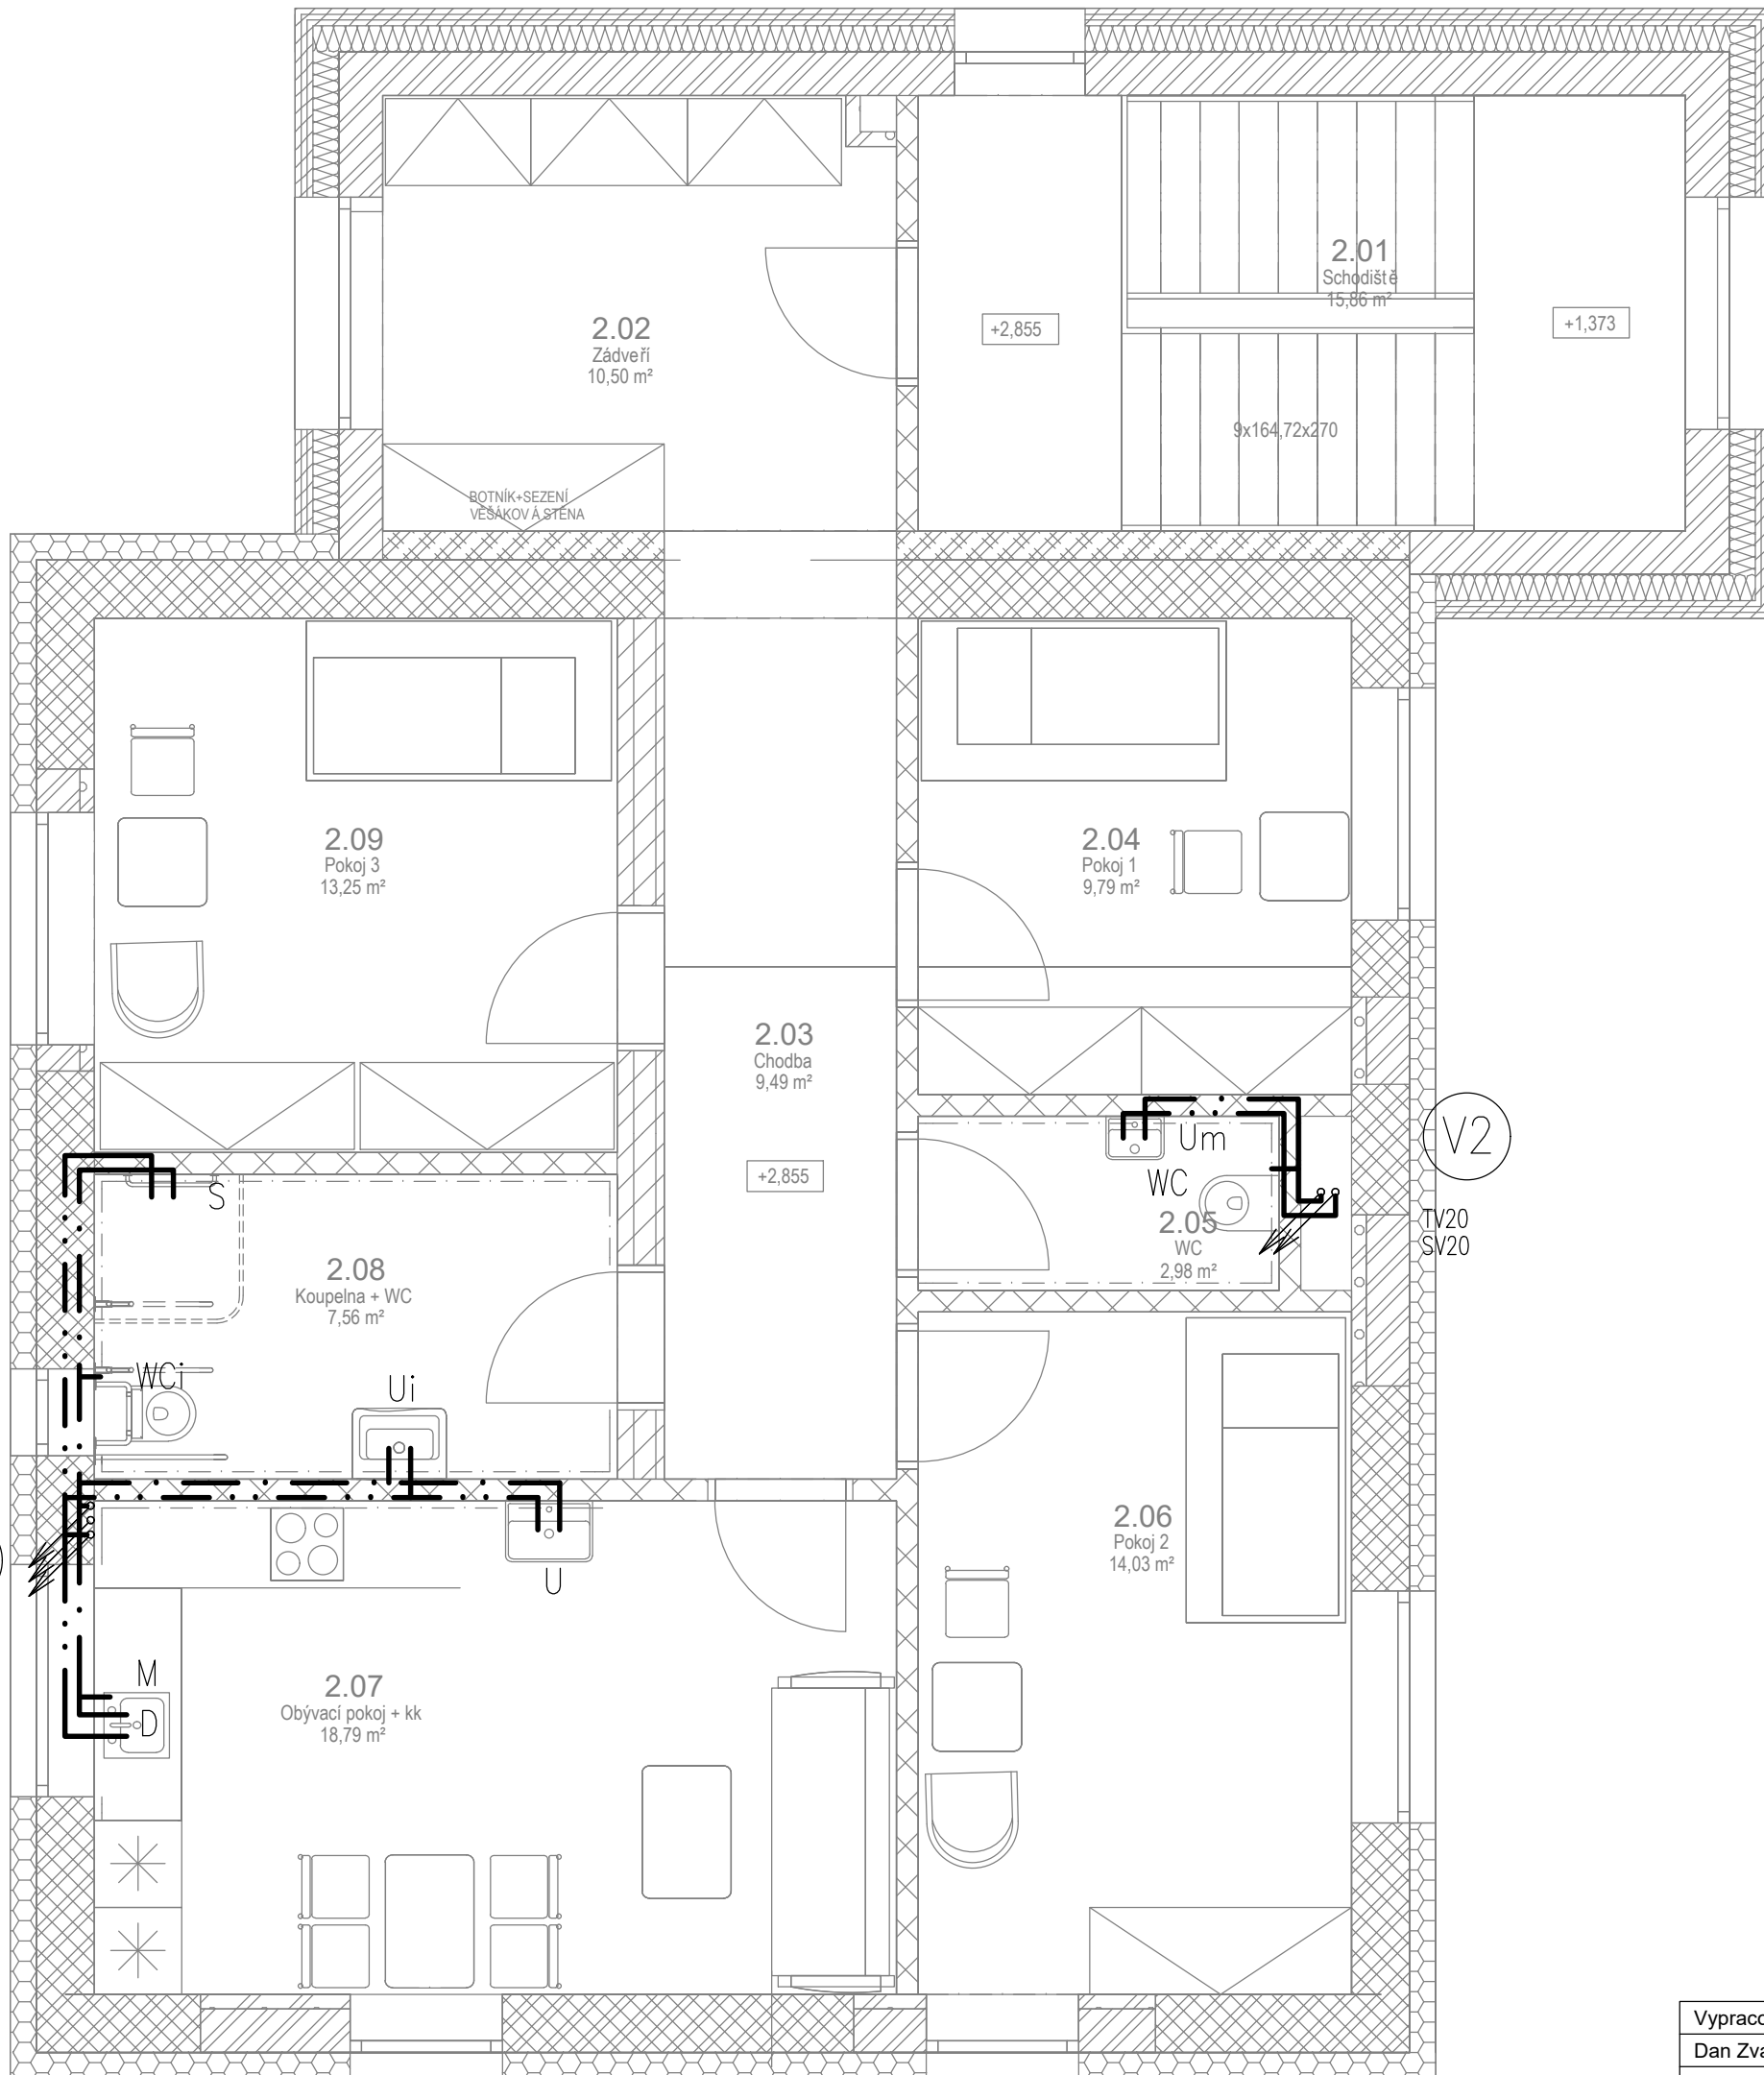 2.01
Schodiště
15,86 m²
2.02
Zádveří
10,50 m²
+2,855
+1,373
9x164,72x270
BOTNÍK+SEZENÍ
VEŠÁKOV Á STĚNA
2.09
Pokoj 3
13,25 m²
2.04
Pokoj 1
9,79 m²
2.03
Chodba
9,49 m²
V2
Um
WC
+2,855
S
2.05
WC
2,98 m²
TV20
SV20
2.08
Koupelna + WC
7,56 m²
WCi
Ui
2.06
Pokoj 2
14,03 m²
U
M
D
2.07
Obývací pokoj + kk
18,79 m²
Vypraco
Dan Zva